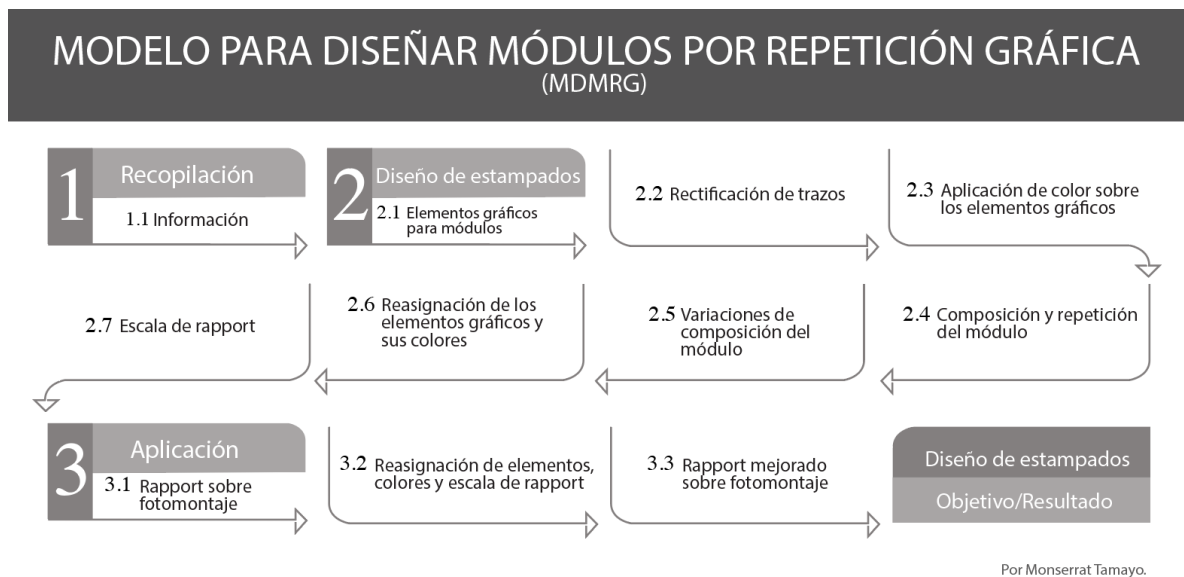 MODELO PARA DISEÑAR MÓDULOS POR REPETICIÓN GRÁFICA
(MDMRG)
1
Recopilación
1.1 Información
2
Diseño de estampados
2.1 Elementos gráficos
para módulos
2.2 Rectificación de trazos
2.3 Aplicación de color sobre
los elementos gráficos
2.4 Composición y repetición
del módulo
2.5 Variaciones de
composición del
módulo
2.6 Reasignación de los
elementos gráficos y
sus colores
2.7 Escala de rapport
3
Aplicación
3.1 Rapport sobre
fotomontaje
3.2 Reasignación de elementos,
colores y escala de rapport
3.3 Rapport mejorado
sobre fotomontaje
Diseño de estampados
Objetivo/Resultado
Por Monserrat Tamayo.